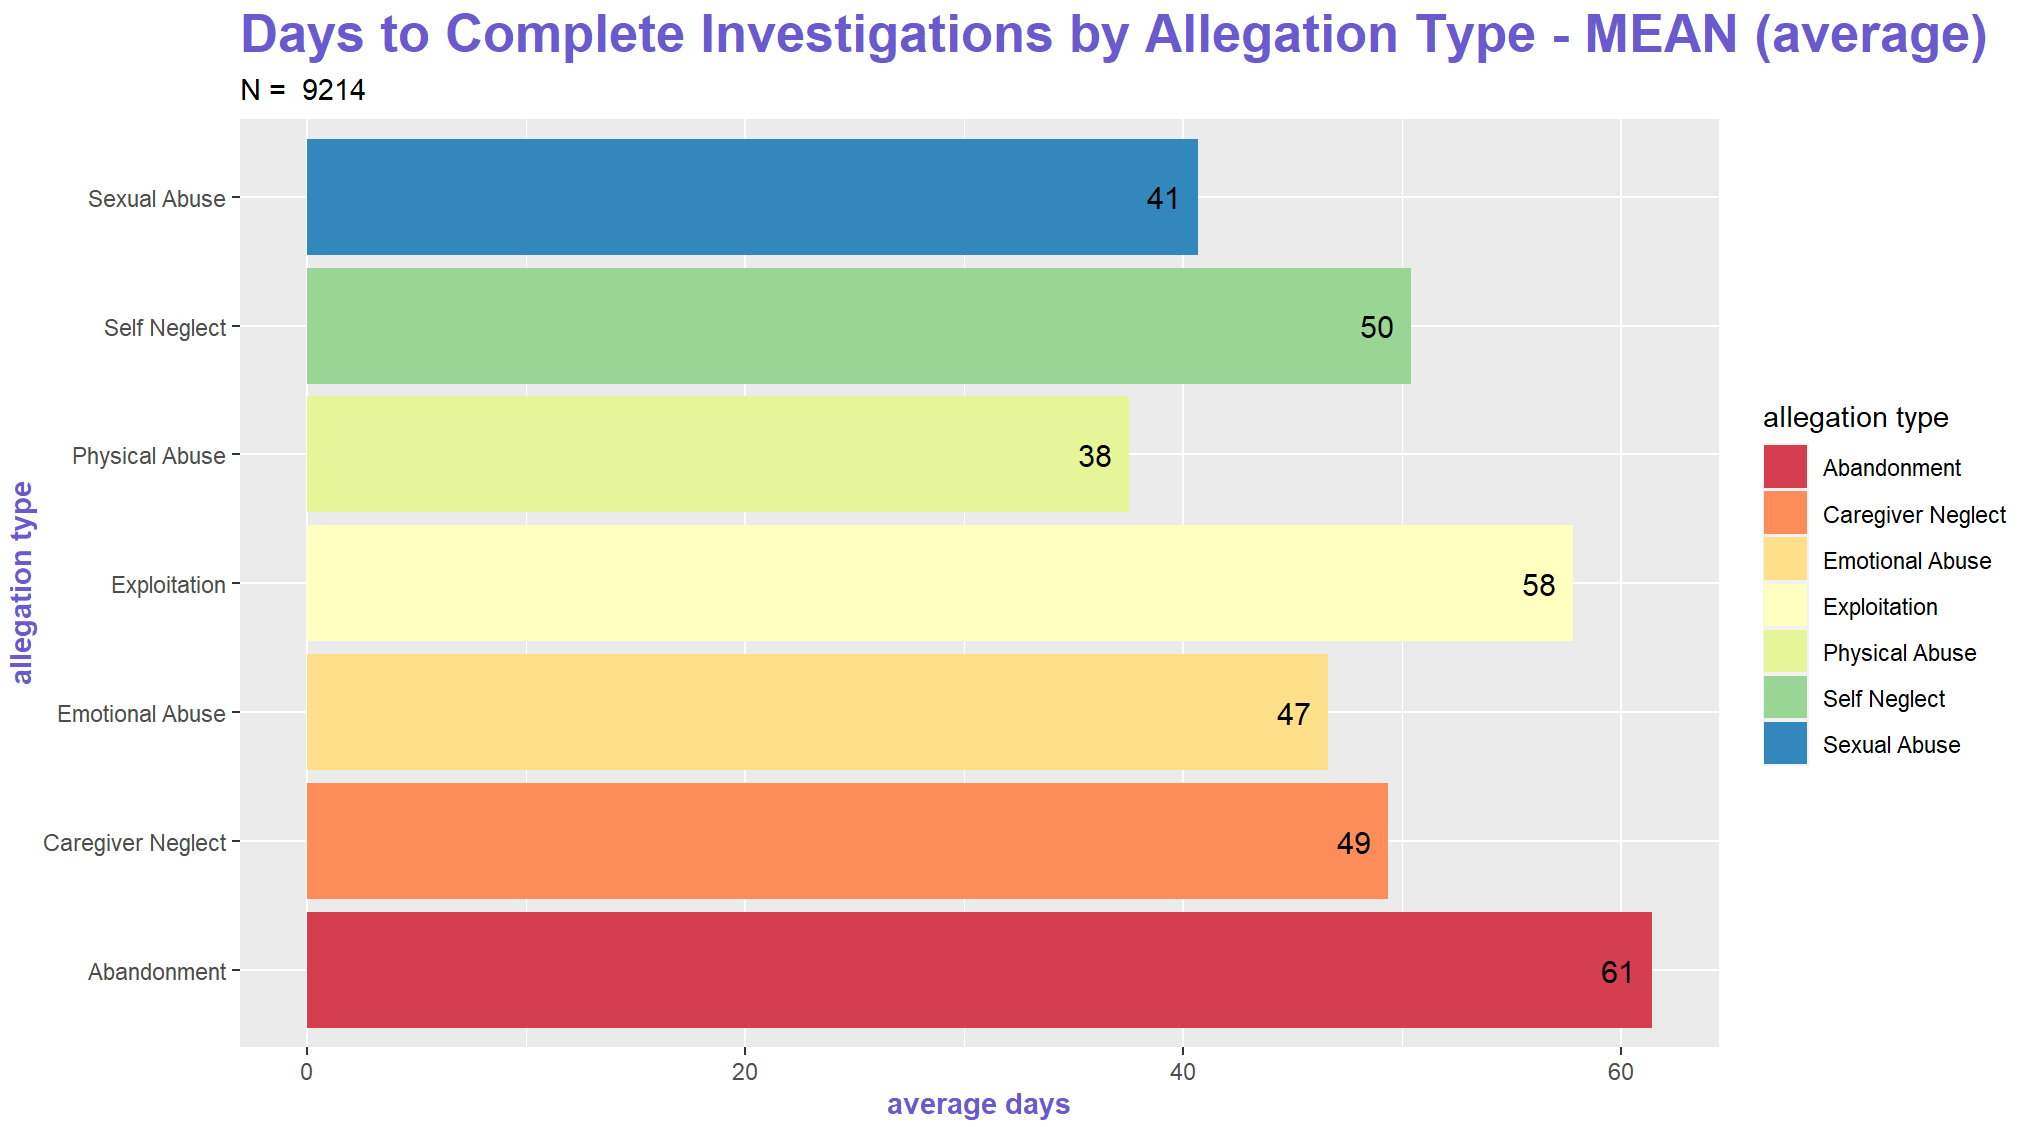 Days to Complete Investigations by Allegation Type - MEAN (average)
N =  9214
Sexual Abuse
41
Self Neglect
50
Physical Abuse
38
Exploitation
58
Emotional Abuse
47
Caregiver Neglect
49
Abandonment
61
allegation type
0
20
40
60
average days
allegation type
Abandonment
Caregiver Neglect
Emotional Abuse
Exploitation
Physical Abuse
Self Neglect
Sexual Abuse